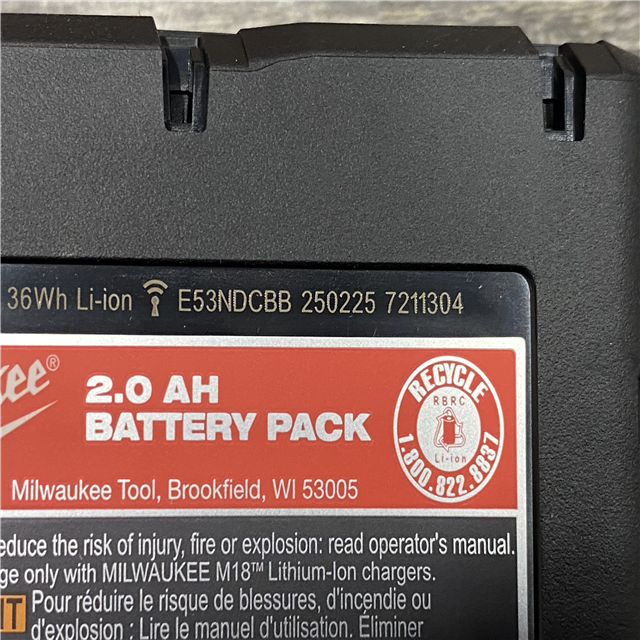 36Wh Li-ion E53NDCBB 250225 7211304
2.0 AH
BATTERY PACK
RECYCLE
RBRC
Li-ion
1.800.822.8837
Milwaukee Tool, Brookfield, WI 53005
educe the risk of injury, fire or explosion: read operator's manual.
ge only with MILWAUKEE M18™ Lithium-Ion chargers.
Pour réduire le risque de blessures, d'incendie ou
d'explosion : Lire le manuel d'utilisation. Éliminer